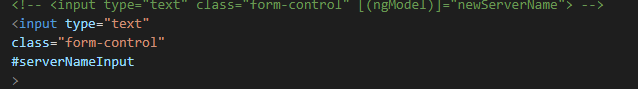 <!-- <input type="text" class="form-control" [(ngModel)]="newServerName"> -->
<input type="text"
class="form-control"
#serverNameInput
>